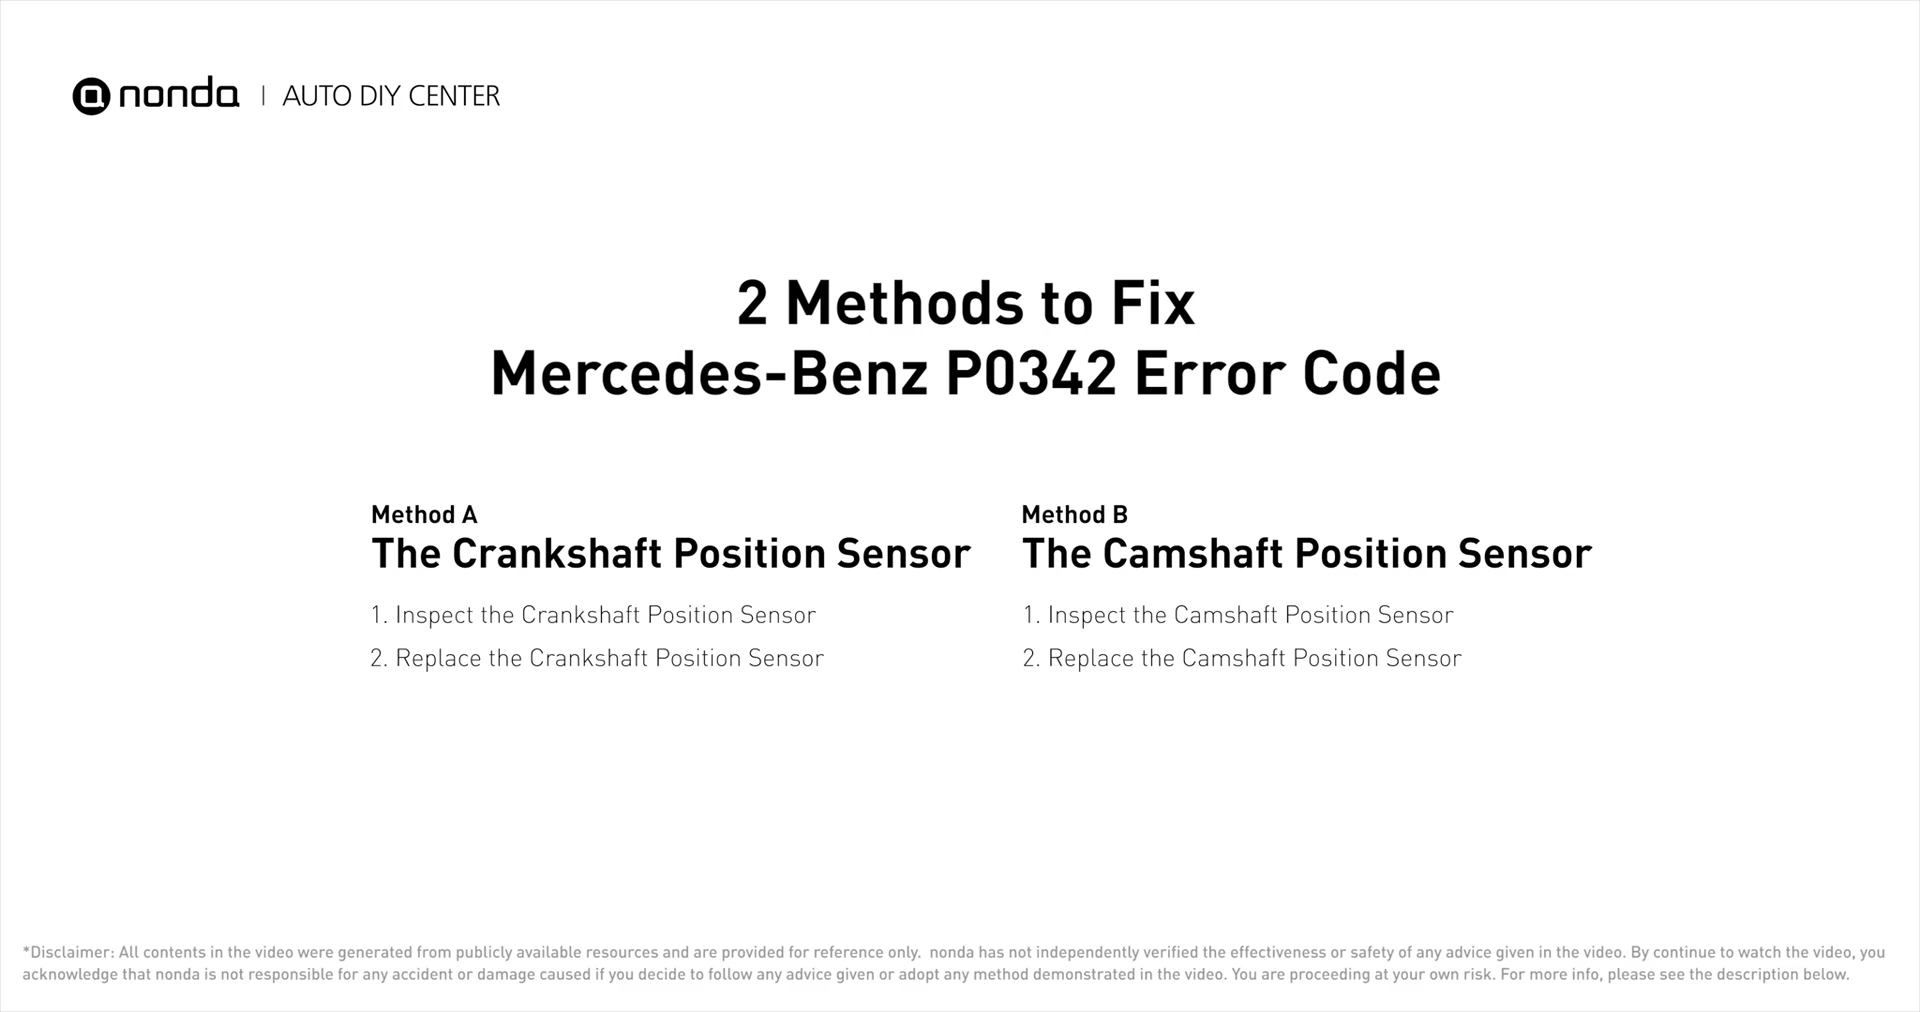 nonda | AUTO DIY CENTER
2 Methods to Fix
Mercedes-Benz P0342 Error Code
Method A
The Crankshaft Position Sensor
1. Inspect the Crankshaft Position Sensor
2. Replace the Crankshaft Position Sensor
Method B
The Camshaft Position Sensor
1. Inspect the Camshaft Position Sensor
2. Replace the Camshaft Position Sensor
*Disclaimer: All contents in the video were generated from publicly available resources and are provided for reference only.  nonda has not independently verified the effectiveness or safety of any advice given in the video. By continue to watch the video, you
acknowledge that nonda is not responsible for any accident or damage caused if you decide to follow any advice given or adopt any method demonstrated in the video. You are proceeding at your own risk. For more info, please see the description below.